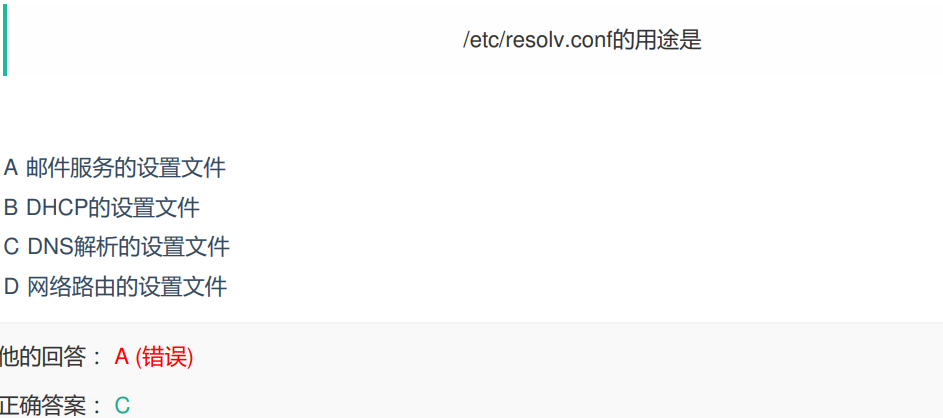 /etc/resolv.conf的用途是
A 邮件服务的设置文件
B DHCP的设置文件
C DNS解析的设置文件
D 网络路由的设置文件
他的回答： A (错误)
正确答案： C